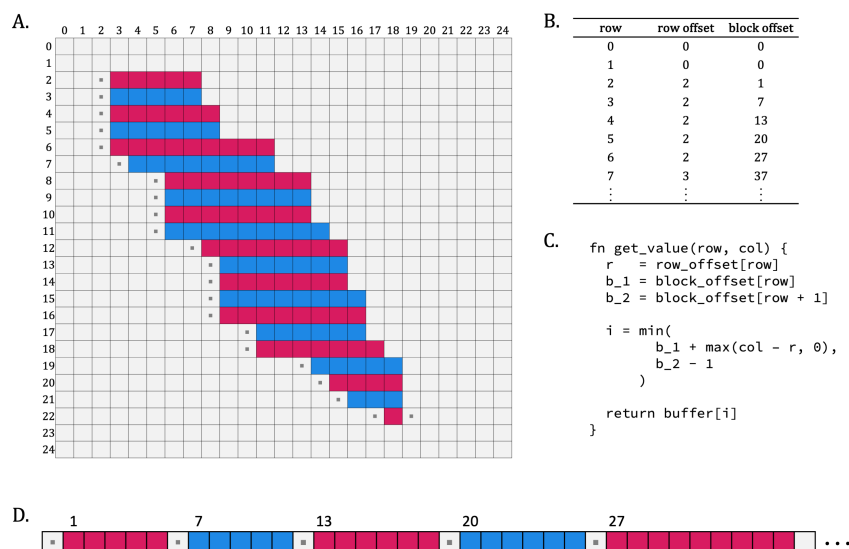 A.
0 1 2 3 4 5 6 7 8 9 10 11 12 13 14 15 16 17 18 19 20 21 22 23 24
0
1
2
3
4
5
6
7
8
9
10
11
12
13
14
15
16
17
18
19
20
21
22
23
24
B.
row row offset block offset
0 0 0
1 0 0
2 2 1
3 2 7
4 2 13
5 2 20
6 2 27
7 3 37
⋮ ⋮ ⋮
C.
fn get_value(row, col) {
r = row_offset[row]
b_1 = block_offset[row]
b_2 = block_offset[row + 1]
i = min(
b_1 + max(col – r, 0),
b_2 – 1
)
return buffer[i]
}
D.
1 7 13 20 27
...